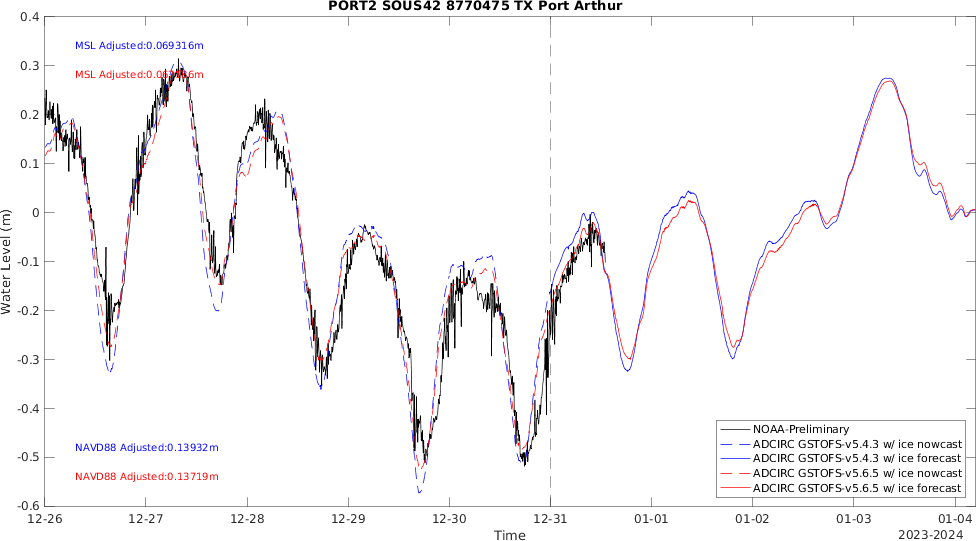 PORT2 SOUS42 8770475 TX Port Arthur
0.4
0.3
0.2
0.1
0
-0.1
-0.2
-0.3
-0.4
-0.5
-0.6
Water Level (m)
MSL Adjusted:0.069316m
MSL Adjusted:
NAVD88 Adjusted:0.13932m
NAVD88 Adjusted:0.13719m
NOAA-Preliminary
ADCIRC GSTOFS-v5.4.3 w/ ice nowcast
ADCIRC GSTOFS-v5.4.3 w/ ice forecast
ADCIRC GSTOFS-v5.6.5 w/ ice nowcast
ADCIRC GSTOFS-v5.6.5 w/ ice forecast
12-26 12-27 12-28 12-29 12-30 12-31 01-01 01-02 01-03 01-04
Time
2023-2024